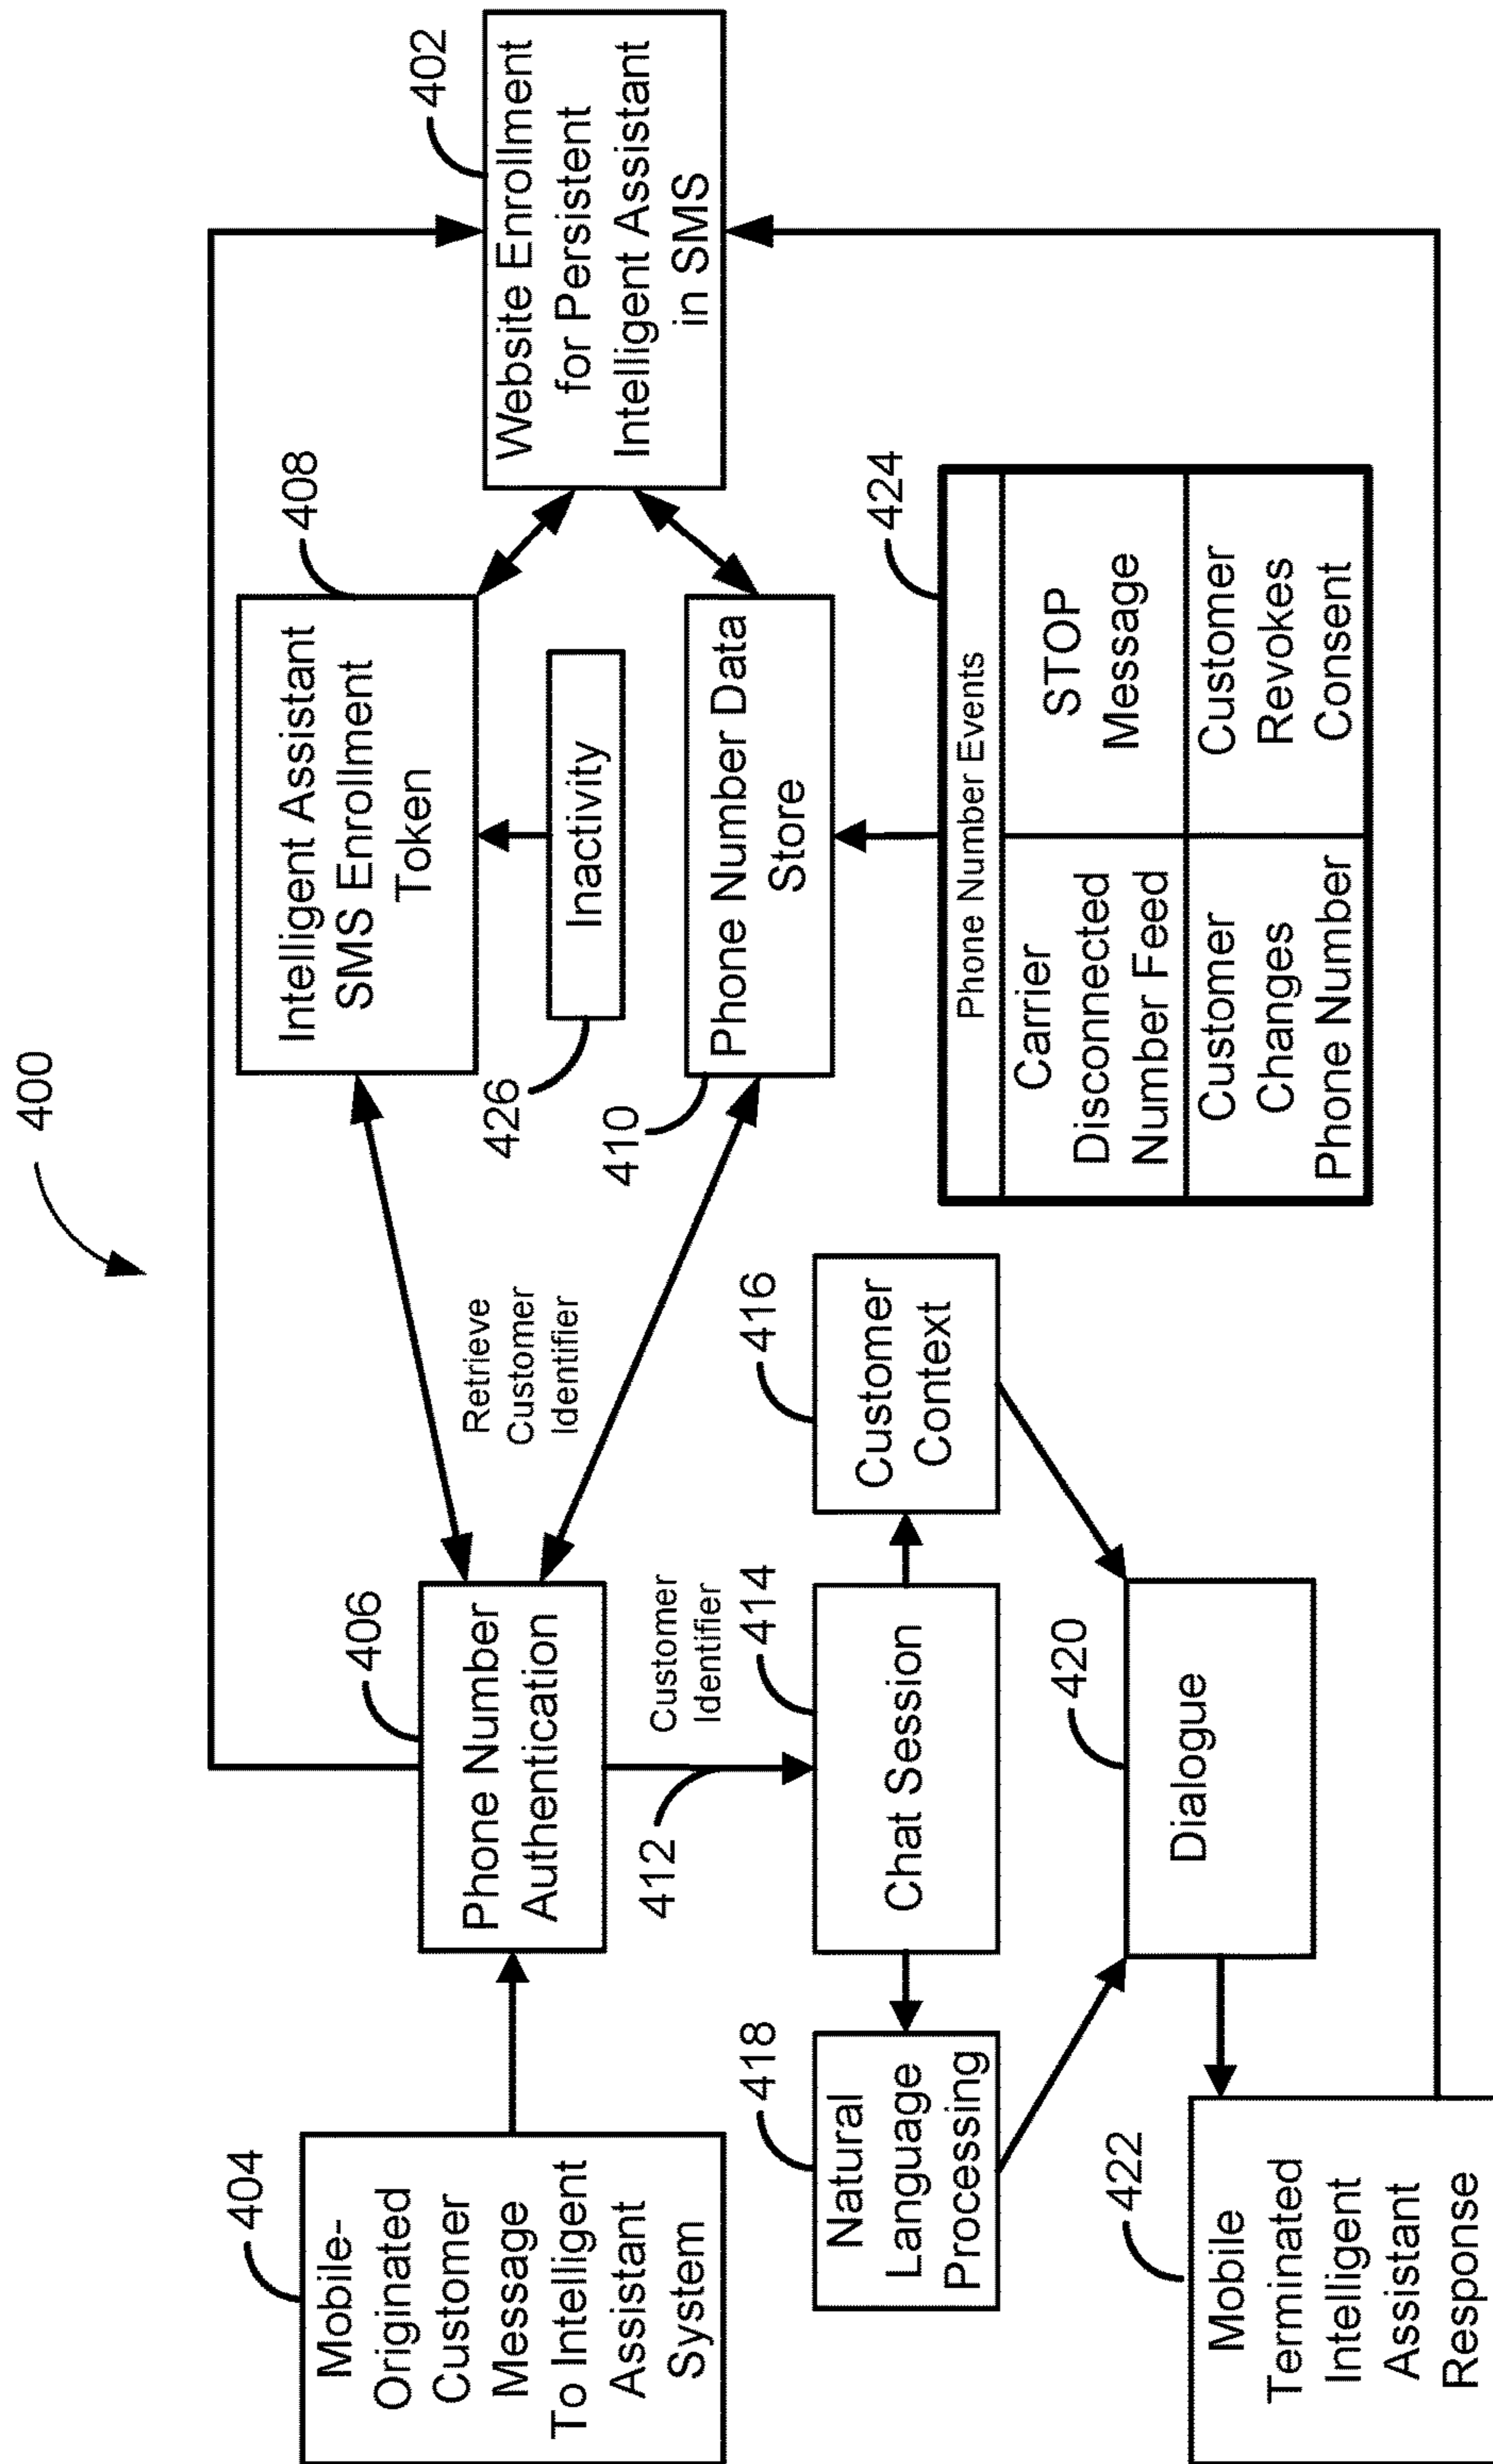 400
402
Website Enrollment
for Persistent
Intelligent Assistant
in SMS
404
Mobile-
Originated
Customer
Message
To Intelligent
Assistant
System
406
Phone Number
Authentication
Retrieve
Customer
Identifier
408
Intelligent Assistant
SMS Enrollment
Token
426
Inactivity
410
Phone Number Data
Store
412
Customer
Identifier
414
Chat Session
416
Customer
Context
418
Natural
Language
Processing
420
Dialogue
422
Mobile
Terminated
Intelligent
Assistant
Response
424
Phone Number Events
Carrier
Disconnected
Number Feed
STOP
Message
Customer
Changes
Phone Number
Customer
Revokes
Consent